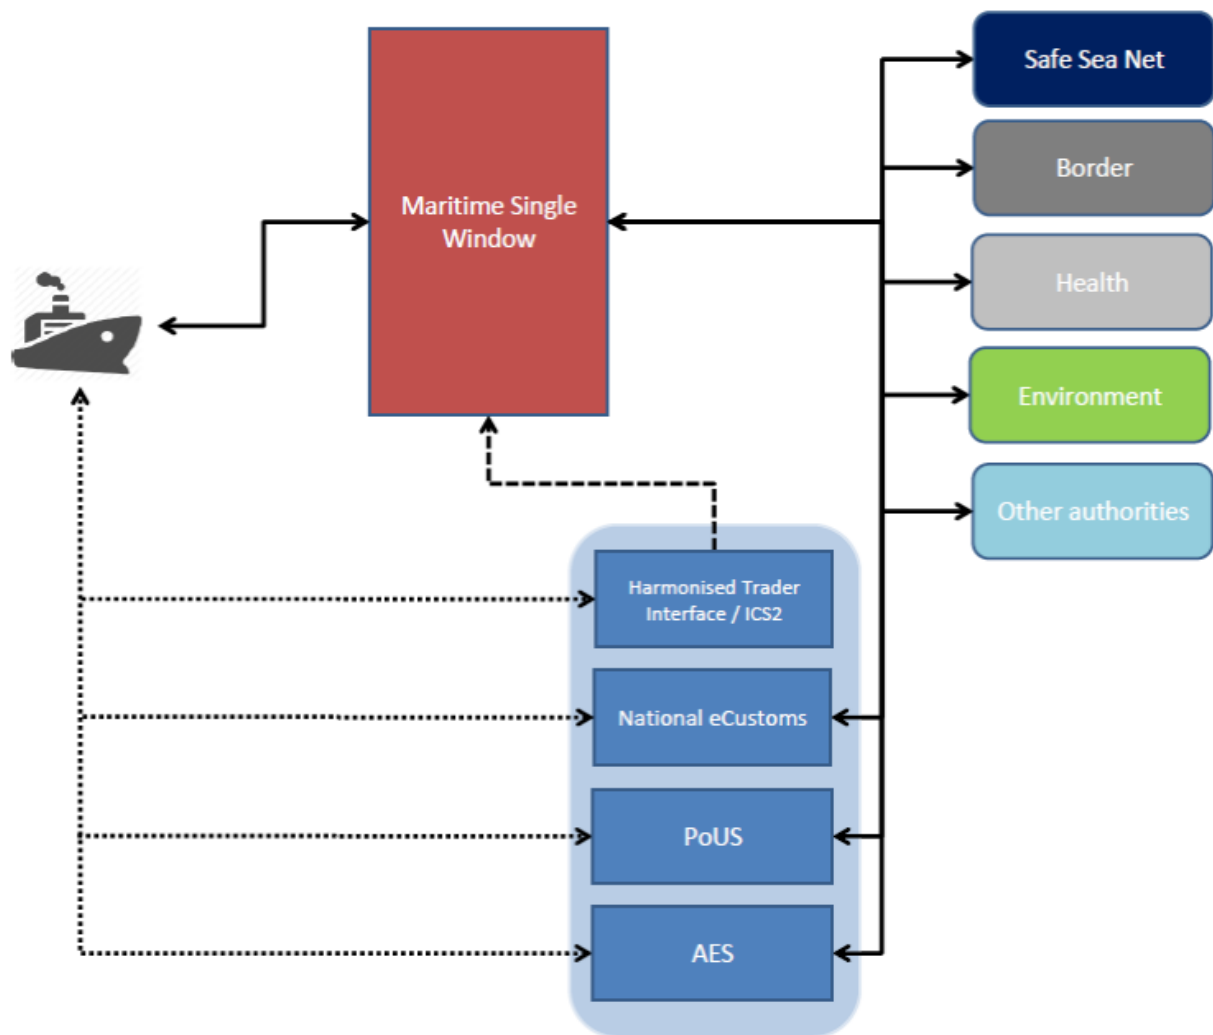 Safe Sea Net
Border
Maritime Single
Window
Health
Environment
Other authorities
Harmonised Trader
Interface / ICS2
National eCustoms
PoUS
AES